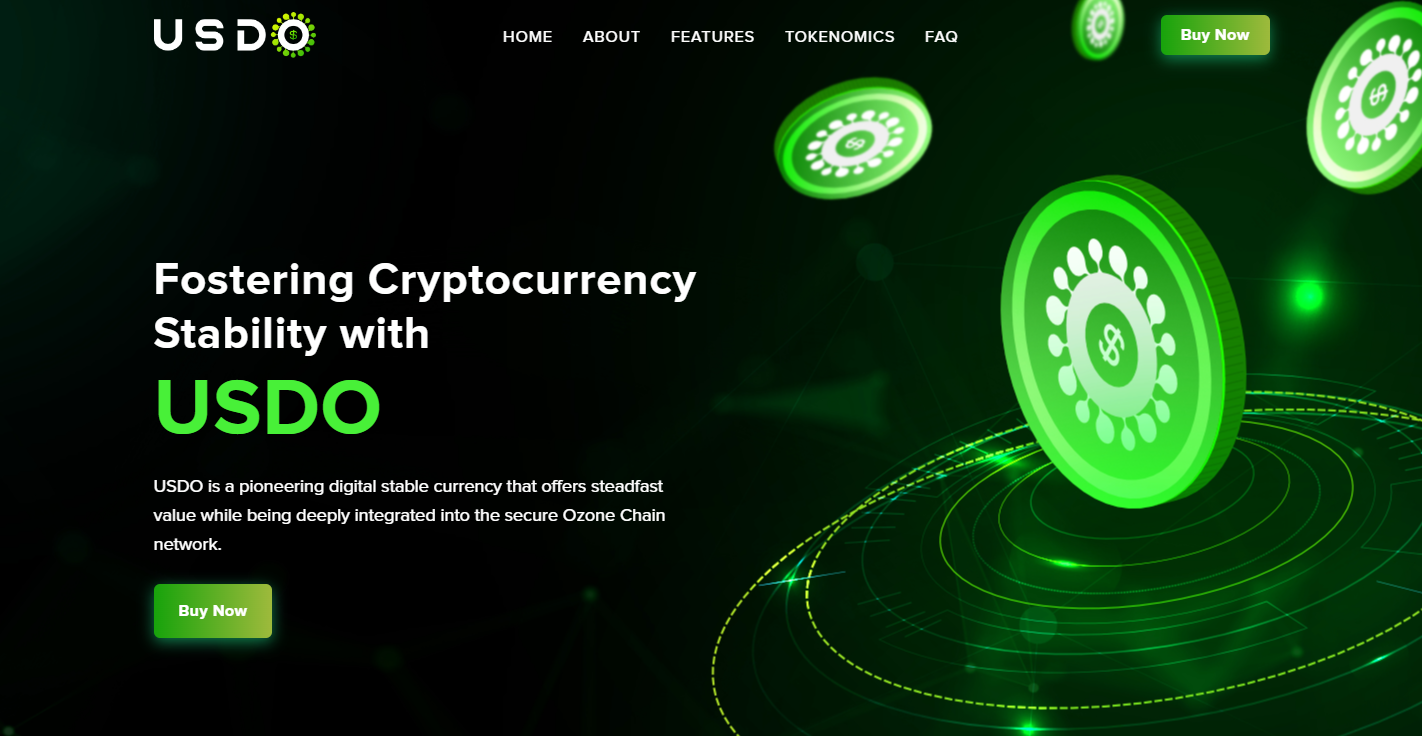 USDO
HOME ABOUT FEATURES TOKENOMICS FAQ
Buy Now
Fostering Cryptocurrency
Stability with
USDO
USDO is a pioneering digital stable currency that offers steadfast
value while being deeply integrated into the secure Ozone Chain
network.
Buy Now
$
$
$
$